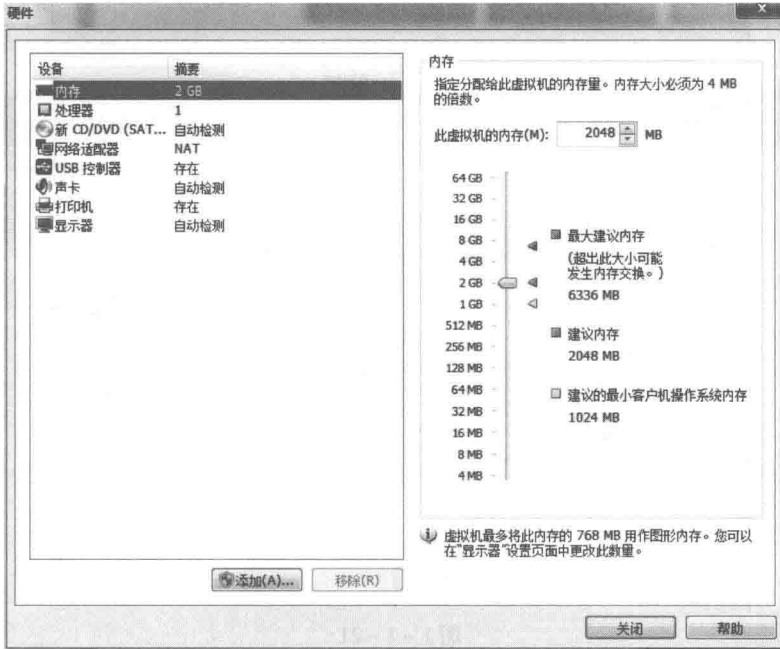 硬件
设备 摘要
内存 2 GB
处理器 1
新 CD/DVD (SAT... 自动检测
网络适配器 NAT
USB 控制器 存在
声卡 自动检测
打印机 存在
显示器 自动检测
添加(A)... 移除(R)
内存
指定分配给此虚拟机的内存量。内存大小必须为 4 MB
的倍数。
此虚拟机的内存(M): 2048 MB
64 GB
32 GB
16 GB
8 GB
4 GB
2 GB
1 GB
512 MB
256 MB
128 MB
64 MB
32 MB
16 MB
8 MB
4 MB
最大建议内存
(超出此大小可能
发生内存交换。)
6336 MB
建议内存
2048 MB
建议的最小客户机操作系统内存
1024 MB
虚拟机最多将此内存的 768 MB 用作图形内存。您可以
在"显示器"设置页面中更改此数量。
关闭 帮助